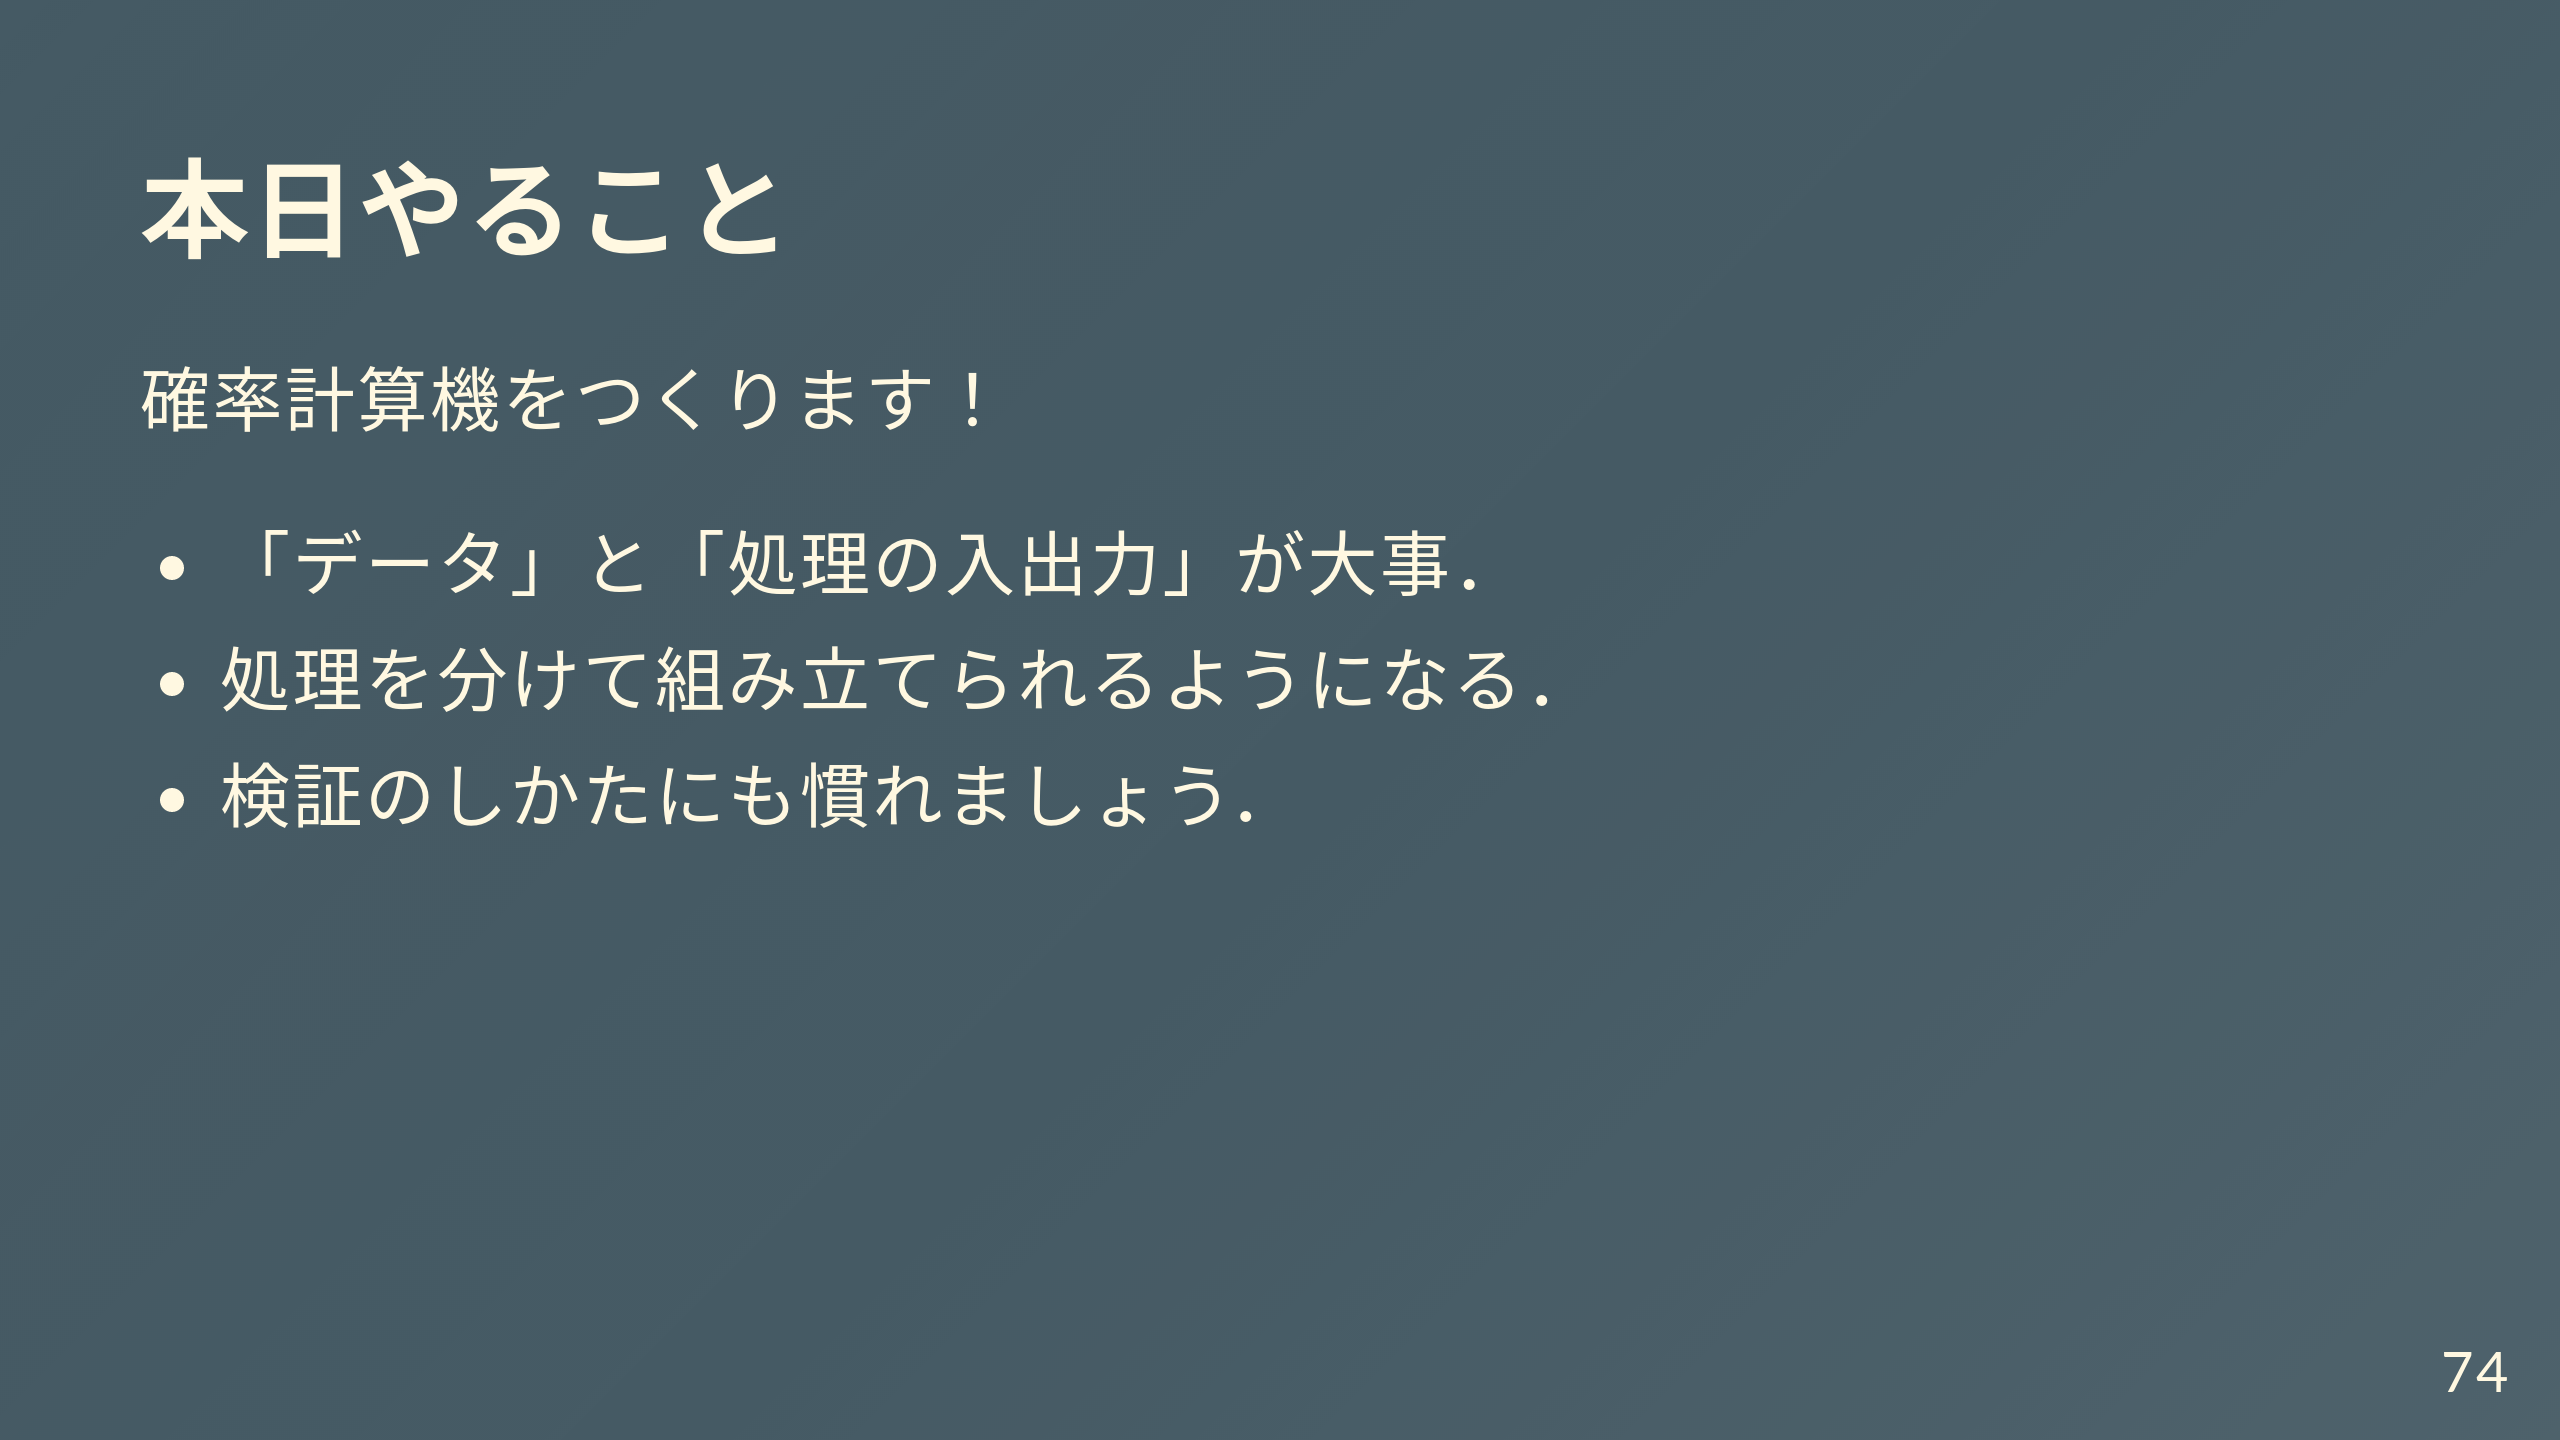 本日やること
確率計算機をつくります！
• 「データ」と「処理の入出力」が大事．
• 処理を分けて組み立てられるようになる．
• 検証のしかたにも慣れましょう．
74